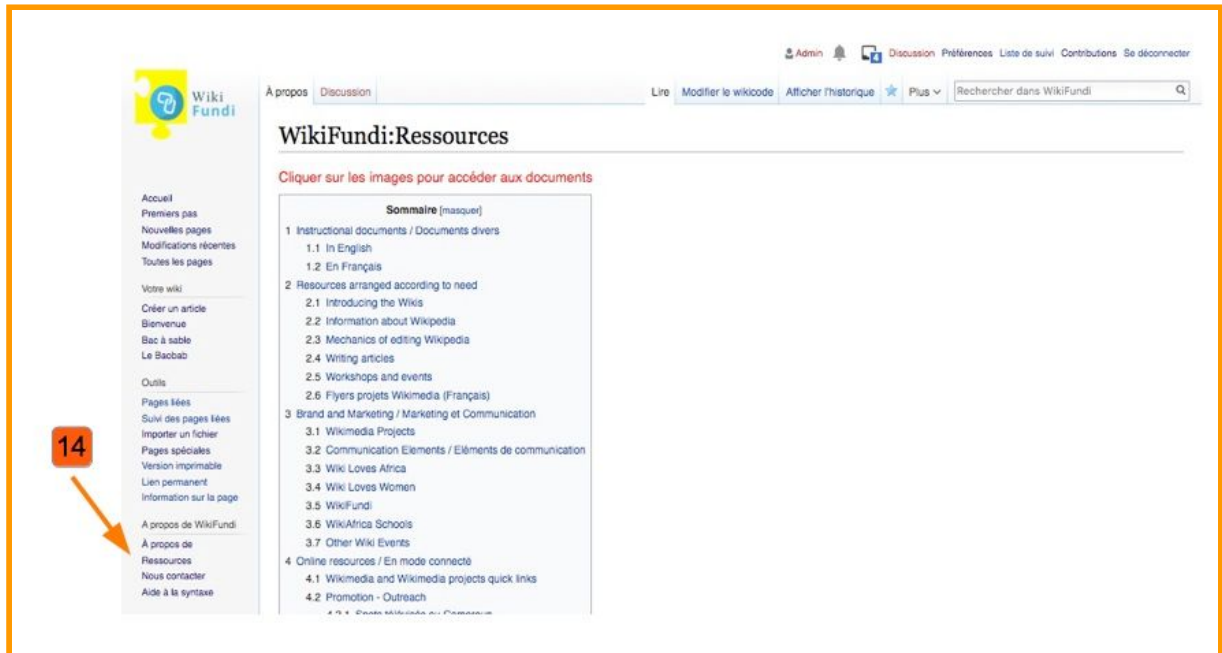 Admin 4 Discussion Préférences Liste de suivi Contributions Se déconnecter
Wiki
Fundi
À propos Discussion Lire Modifier le wikicode Afficher l'historique Plus Rechercher dans WikiFundi
WikiFundi:Ressources
Cliquer sur les images pour accéder aux documents
Accueil
Premiers pas
Nouvelles pages
Modifications récentes
Toutes les pages
Votre wiki
Créer un article
Bienvenue
Bac à sable
Le Baobab
Outils
Pages liées
Suivi des pages liées
Importer un fichier
Pages spéciales
Version imprimable
Lien permanent
Information sur la page
A propos de WikiFundi
À propos de
Ressources
Nous contacter
Aide à la syntaxe
14
Sommaire [masquer]
1 Instructional documents / Documents divers
1.1 In English
1.2 En Français
2 Resources arranged according to need
2.1 Introducing the Wikis
2.2 Information about Wikipedia
2.3 Mechanics of editing Wikipedia
2.4 Writing articles
2.5 Workshops and events
2.6 Flyers projets Wikimedia (Français)
3 Brand and Marketing / Marketing et Communication
3.1 Wikimedia Projects
3.2 Communication Elements / Eléments de communication
3.3 Wiki Loves Africa
3.4 Wiki Loves Women
3.5 WikiFundi
3.6 WikiAfrica Schools
3.7 Other Wiki Events
4 Online resources / En mode connecté
4.1 Wikimedia and Wikimedia projects quick links
4.2 Promotion - Outreach